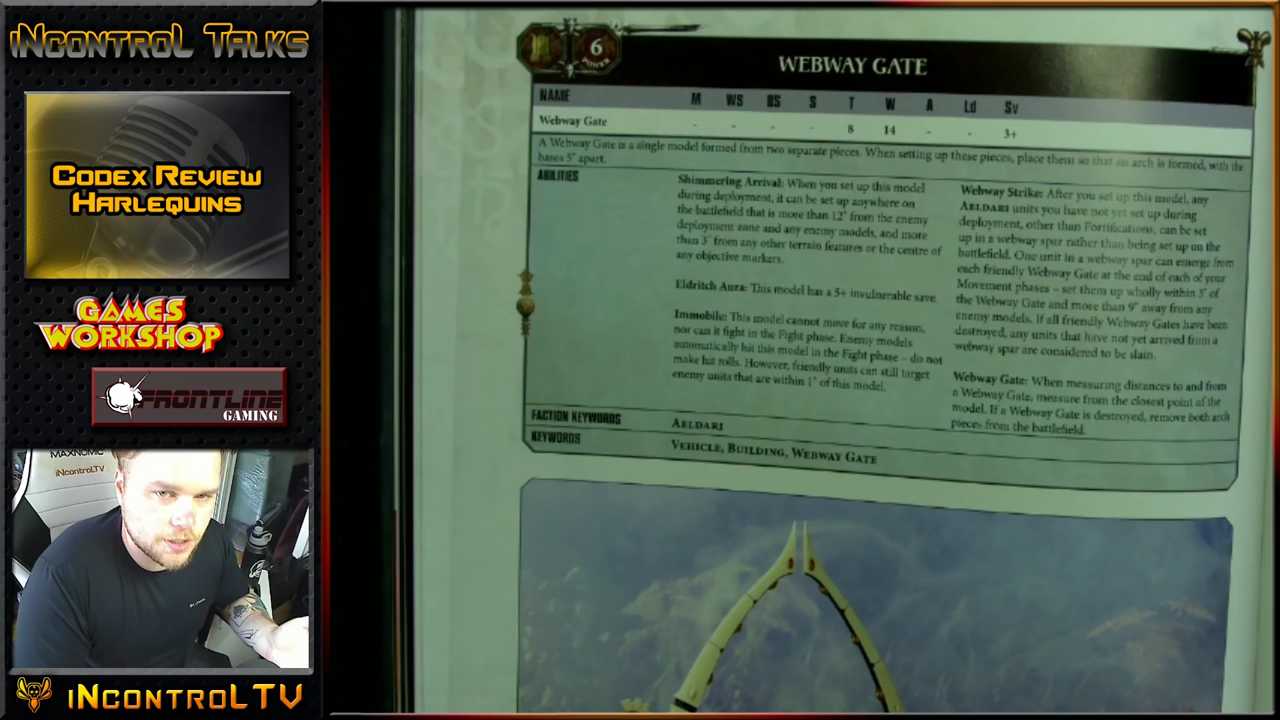 iNcontroL Talks
Codex Review
Harlequins
GAMES
WORKSHOP
FRONTLINE
GAMING
MAXNOMIC
iNcontroLTV
iNcontroLTV
6
POWER
WEBWAY GATE
NAME M WS BS S T W A Ld Sv
Webway Gate - - - - 8 14 - - 3+
A Webway Gate is a single model formed from two separate pieces. When setting up these pieces, place them so that an arch is formed, with the
bases 5" apart.
ABILITIES
Shimmering Arrival: When you set up this model
during deployment, it can be set up anywhere on
the battlefield that is more than 12" from the enemy
deployment zone and any enemy models, and more
than 3" from any other terrain features or the centre of
any objective markers.
Eldritch Aura: This model has a 5+ invulnerable save.
Immobile: This model cannot move for any reason,
nor can it fight in the Fight phase. Enemy models
automatically hit this model in the Fight phase – do not
make hit rolls. However, friendly units can still target
enemy units that are within 1" of this model.
Webway Strike: After you set up this model, any
AELDARI units you have not yet set up during
deployment, other than Fortifications, can be set
up in a webway spar rather than being set up on the
battlefield. One unit in a webway spar can emerge from
each friendly Webway Gate at the end of each of your
Movement phases – set them up wholly within 3" of
the Webway Gate and more than 9" away from any
enemy models. If all friendly Webway Gates have been
destroyed, any units that have not yet arrived from a
webway spar are considered to be slain.
Webway Gate: When measuring distances to and from
a Webway Gate, measure from the closest point of the
model. If a Webway Gate is destroyed, remove both arch
pieces from the battlefield.
FACTION KEYWORDS AELDARI
KEYWORDS VEHICLE, BUILDING, WEBWAY GATE